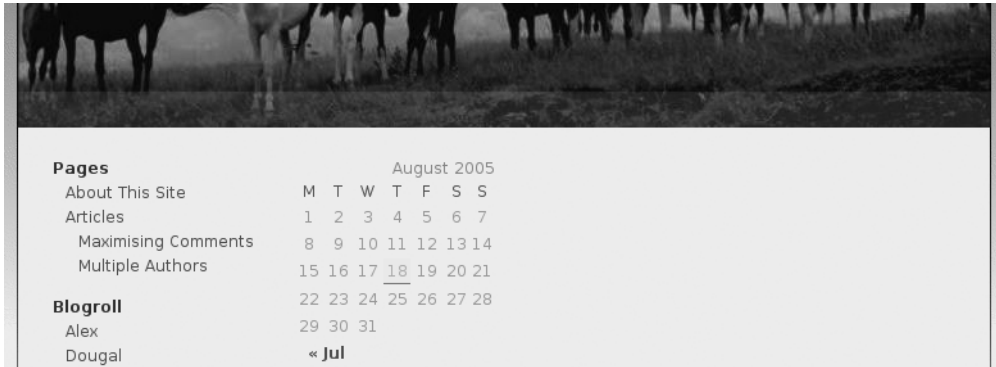 Pages
About This Site
Articles
Maximising Comments
Multiple Authors
Blogroll
Alex
Dougal
August 2005
M T W T F S S
1 2 3 4 5 6 7
8 9 10 11 12 13 14
15 16 17 18 19 20 21
22 23 24 25 26 27 28
29 30 31
« Jul